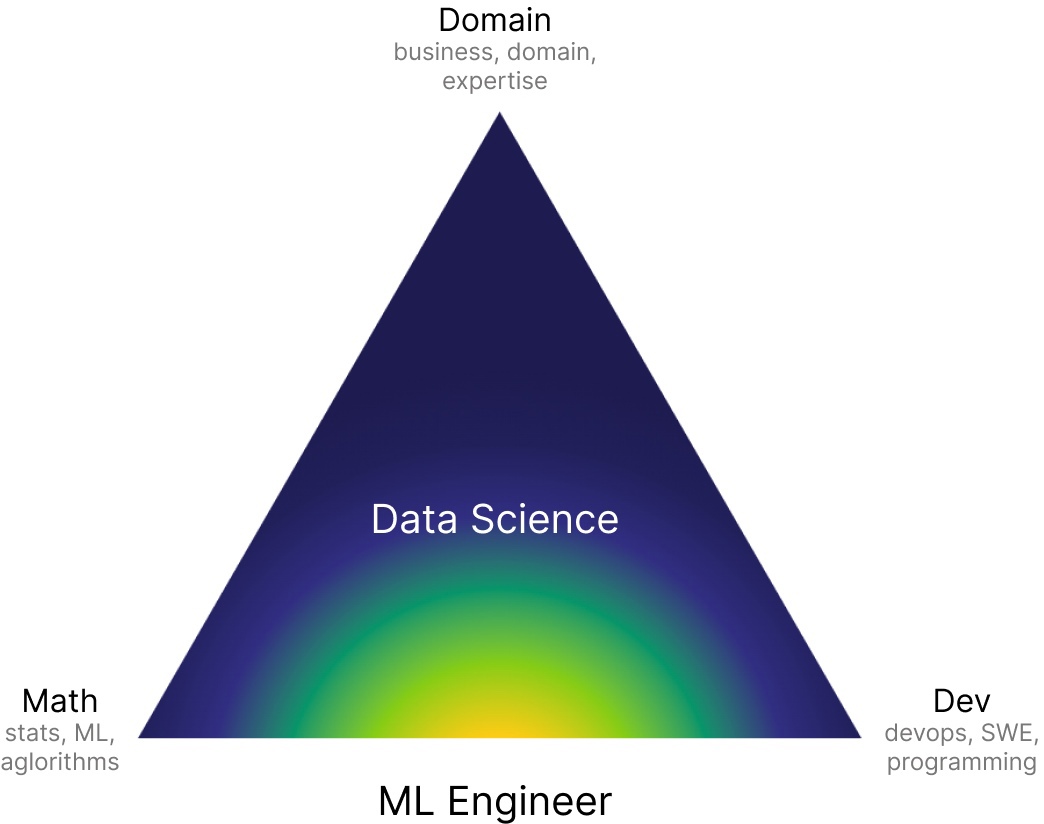 Domain
business, domain,
expertise
Data Science
Math
stats, ML,
aglorithms
Dev
devops, SWE,
programming
ML Engineer